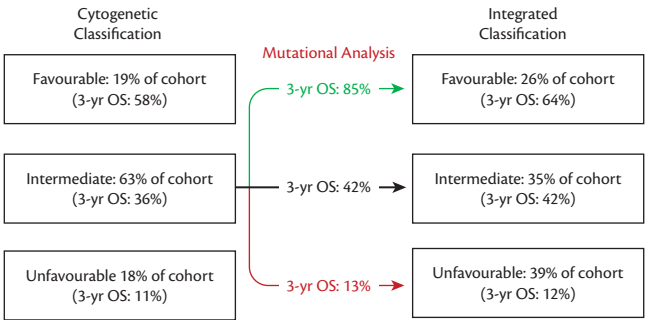 Cytogenetic
Classification
Integrated
Classification
Mutational Analysis
Favourable: 19% of cohort
(3-yr OS: 58%)
3-yr OS: 85%
Favourable: 26% of cohort
(3-yr OS: 64%)
Intermediate: 63% of cohort
(3-yr OS: 36%)
3-yr OS: 42%
Intermediate: 35% of cohort
(3-yr OS: 42%)
Unfavourable 18% of cohort
(3-yr OS: 11%)
3-yr OS: 13%
Unfavourable: 39% of cohort
(3-yr OS: 12%)